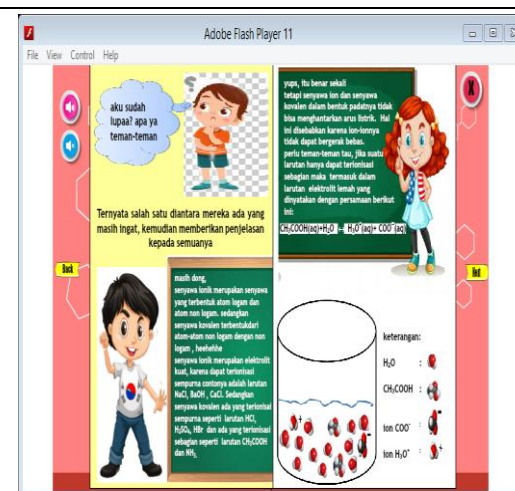 Adobe Flash Player 11
File View Control Help
aku sudah
lupaa? apa ya
teman-teman
Ternyata salah satu diantara mereka ada yang
masih ingat, kemudian memberikan penjelasan
kepada semuanya
Back
masih dong,
senyawa ionik merupakan senyawa
yang terbentuk atom logam dan
atom non logam. sedangkan
senyawa kovalen terbentukdari
atom-atom non logam dengan non
logam , heehehhe
senyawa ionik merupakan elektrolit
kuat, karena dapat terionisasi
sempurna contonya adalah larutan
NaCl, BaOH , CaCl. Sedangkan
senyawa kovalen ada yang terionisai
sempurna seperti larutan HCl,
H₂SO₄, HBr dan ada yang terionisasi
sebagian seperti larutan CH₃COOH
dan NH₃.
yups, itu benar sekali
tetapi senyawa ion dan senyawa
kovalen dalam bentuk padatnya tidak
bisa menghantarkan arus listrik. Hal
ini disebabkan karena ion-ionnya
tidak dapat bergerak bebas.
perlu teman-teman tau, jika suatu
larutan hanya dapat terionisasi
sebagian maka termasuk dalam
larutan elektrolit lemah yang
dinyatakan dengan persamaan berikut
ini:
CH₃COOH(aq)+H₂O H₃O⁺(aq)+ COO⁻(aq)
X
keterangan:
H₂O :
CH₃COOH :
ion COO⁻ :
ion H₃O⁺ :